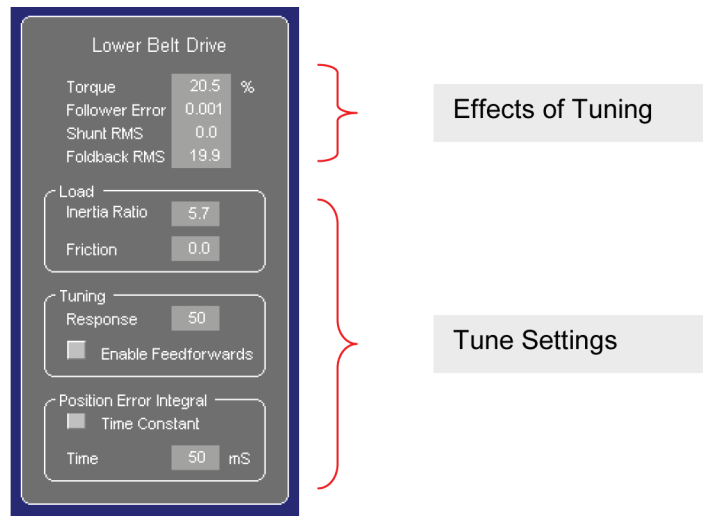 Lower Belt Drive
Torque 20.5 %
Follower Error 0.001
Shunt RMS 0.0
Foldback RMS 19.9
Load
Inertia Ratio 5.7
Friction 0.0
Tuning
Response 50
Enable Feedforwards
Position Error Integral
Time Constant
Time 50 mS
Effects of Tuning
Tune Settings